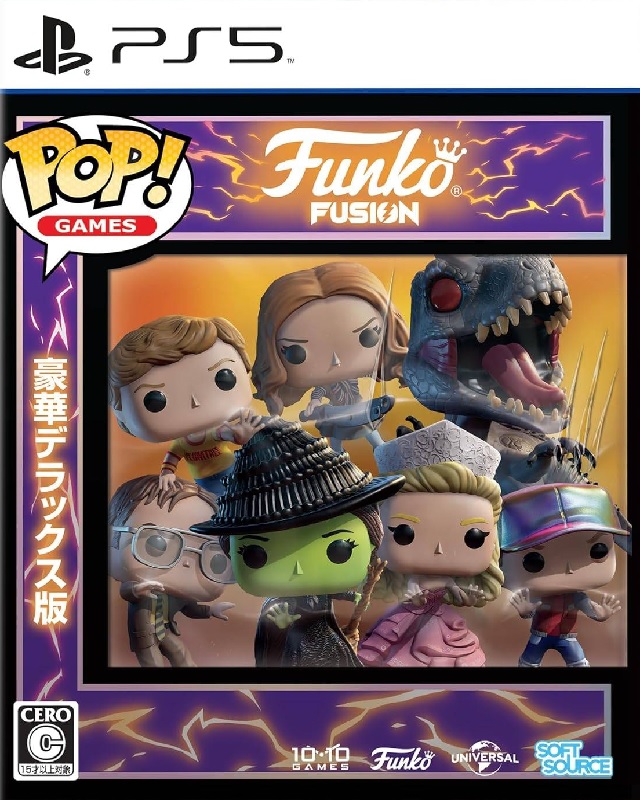 PS5
POP!
GAMES
Funko®
FUSION
豪華デラックス版
CERO
C
15才以上対象
10:10
GAMES
Funko
UNIVERSAL
SOFT
SOURCE